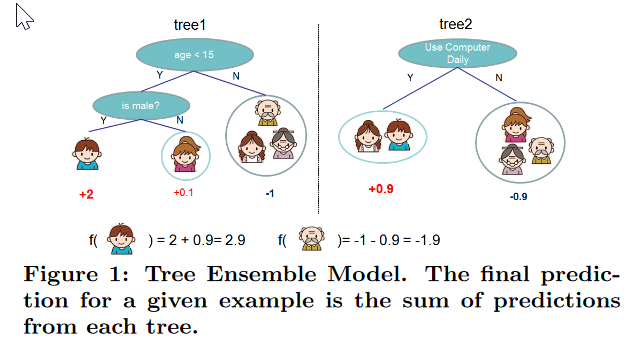 tree1
tree2
age < 15
Use Computer
Daily
Y
N
Y
N
is male?
Y
N
+2
+0.1
-1
+0.9
-0.9
f( ) = 2 + 0.9= 2.9 f( )= -1 - 0.9 = -1.9
Figure 1: Tree Ensemble Model. The final predic-
tion for a given example is the sum of predictions
from each tree.